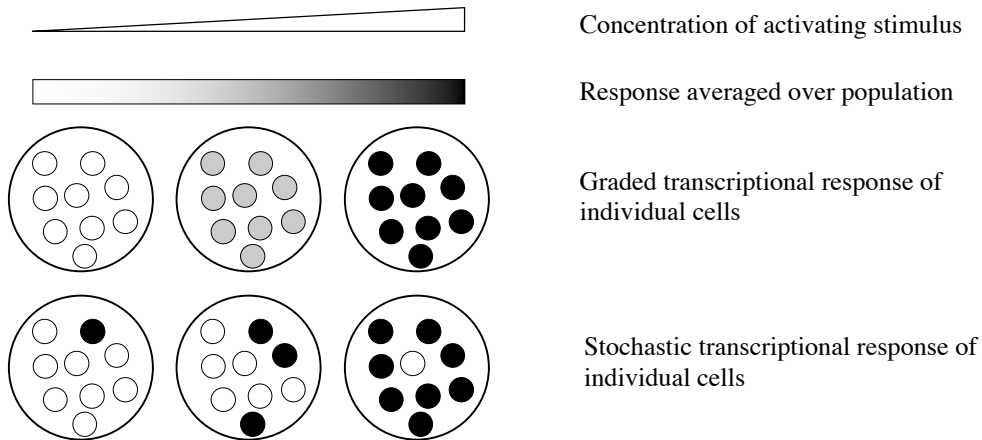 Concentration of activating stimulus
Response averaged over population
Graded transcriptional response of
individual cells
Stochastic transcriptional response of
individual cells